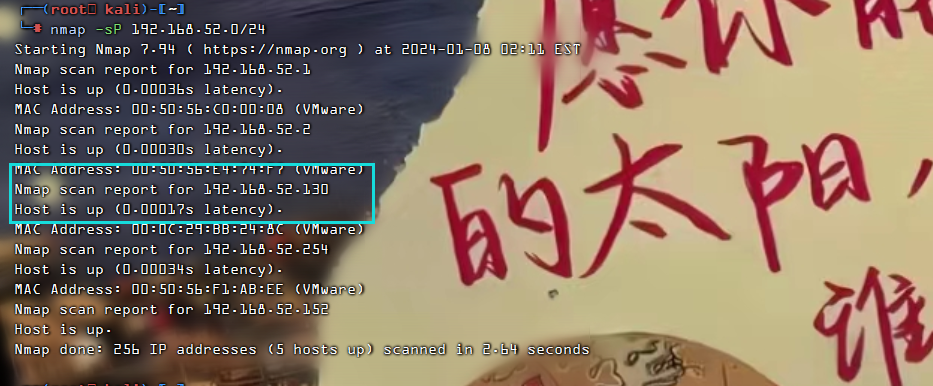 (root kali)-[~]
# nmap -sP 192.168.52.0/24
Starting Nmap 7.94 ( https://nmap.org ) at 2024-01-08 02:11 EST
Nmap scan report for 192.168.52.1
Host is up (0.00036s latency).
MAC Address: 00:50:56:C0:00:08 (VMware)
Nmap scan report for 192.168.52.2
Host is up (0.00030s latency).
MAC Address: 00:50:56:E4:74:F7 (VMware)
Nmap scan report for 192.168.52.130
Host is up (0.00017s latency).
MAC Address: 00:0C:29:BB:24:8C (VMware)
Nmap scan report for 192.168.52.254
Host is up (0.00034s latency).
MAC Address: 00:50:56:F1:AB:EE (VMware)
Nmap scan report for 192.168.52.152
Host is up.
Nmap done: 256 IP addresses (5 hosts up) scanned in 2.64 seconds
愿你的
的太阳，
谁